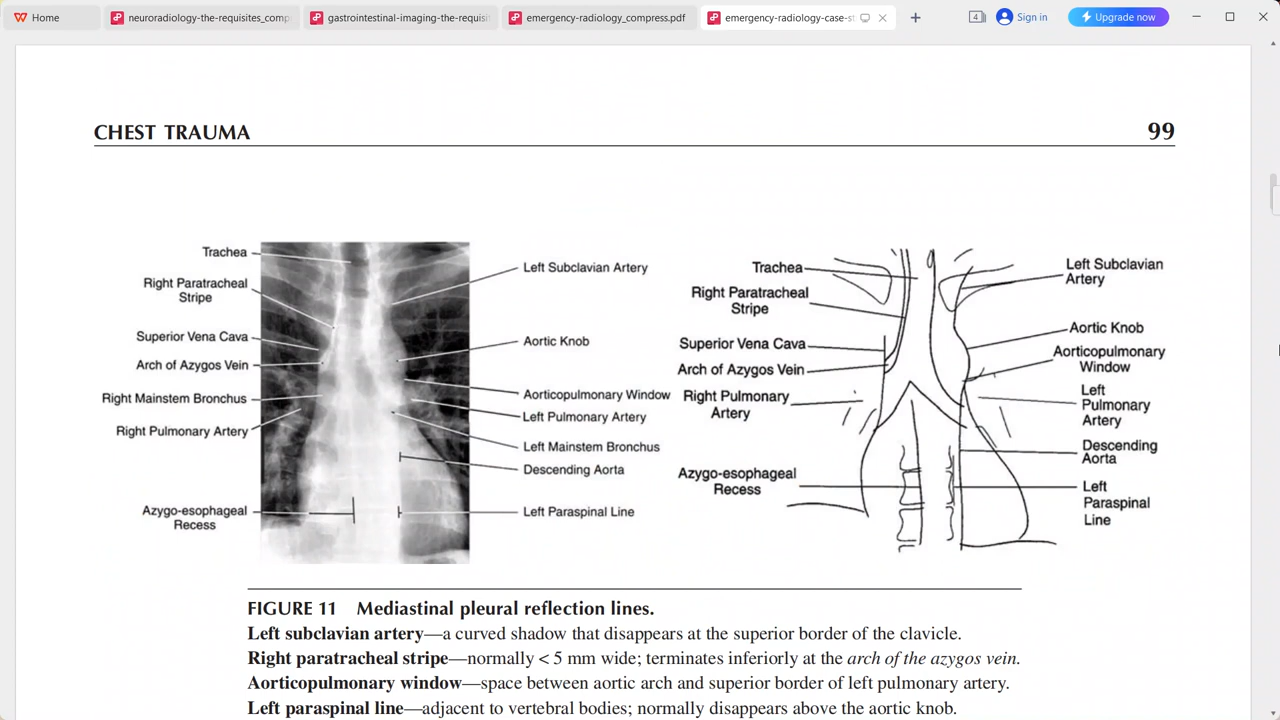 Home
neuroradiology-the-requisites_comp
gastrointestinal-imaging-the-requisit
emergency-radiology_compress.pdf
emergency-radiology-case-st
4
Sign in
Upgrade now
CHEST TRAUMA 99
Trachea
Right Paratracheal
Stripe
Superior Vena Cava
Arch of Azygos Vein
Right Mainstem Bronchus
Right Pulmonary Artery
Azygo-esophageal
Recess
Left Subclavian Artery
Aortic Knob
Aorticopulmonary Window
Left Pulmonary Artery
Left Mainstem Bronchus
Descending Aorta
Left Paraspinal Line
Trachea
Right Paratracheal
Stripe
Superior Vena Cava
Arch of Azygos Vein
Right Pulmonary
Artery
Azygo-esophageal
Recess
Left Subclavian
Artery
Aortic Knob
Aorticopulmonary
Window
Left
Pulmonary
Artery
Descending
Aorta
Left
Paraspinal
Line
FIGURE 11 Mediastinal pleural reflection lines.
Left subclavian artery—a curved shadow that disappears at the superior border of the clavicle.
Right paratracheal stripe—normally < 5 mm wide; terminates inferiorly at the arch of the azygos vein.
Aorticopulmonary window—space between aortic arch and superior border of left pulmonary artery.
Left paraspinal line—adjacent to vertebral bodies; normally disappears above the aortic knob.